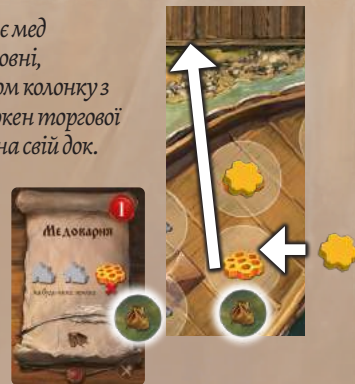 є мед
овні,
ом колонку з
окен торгової
на свій док.
1
Медоварня